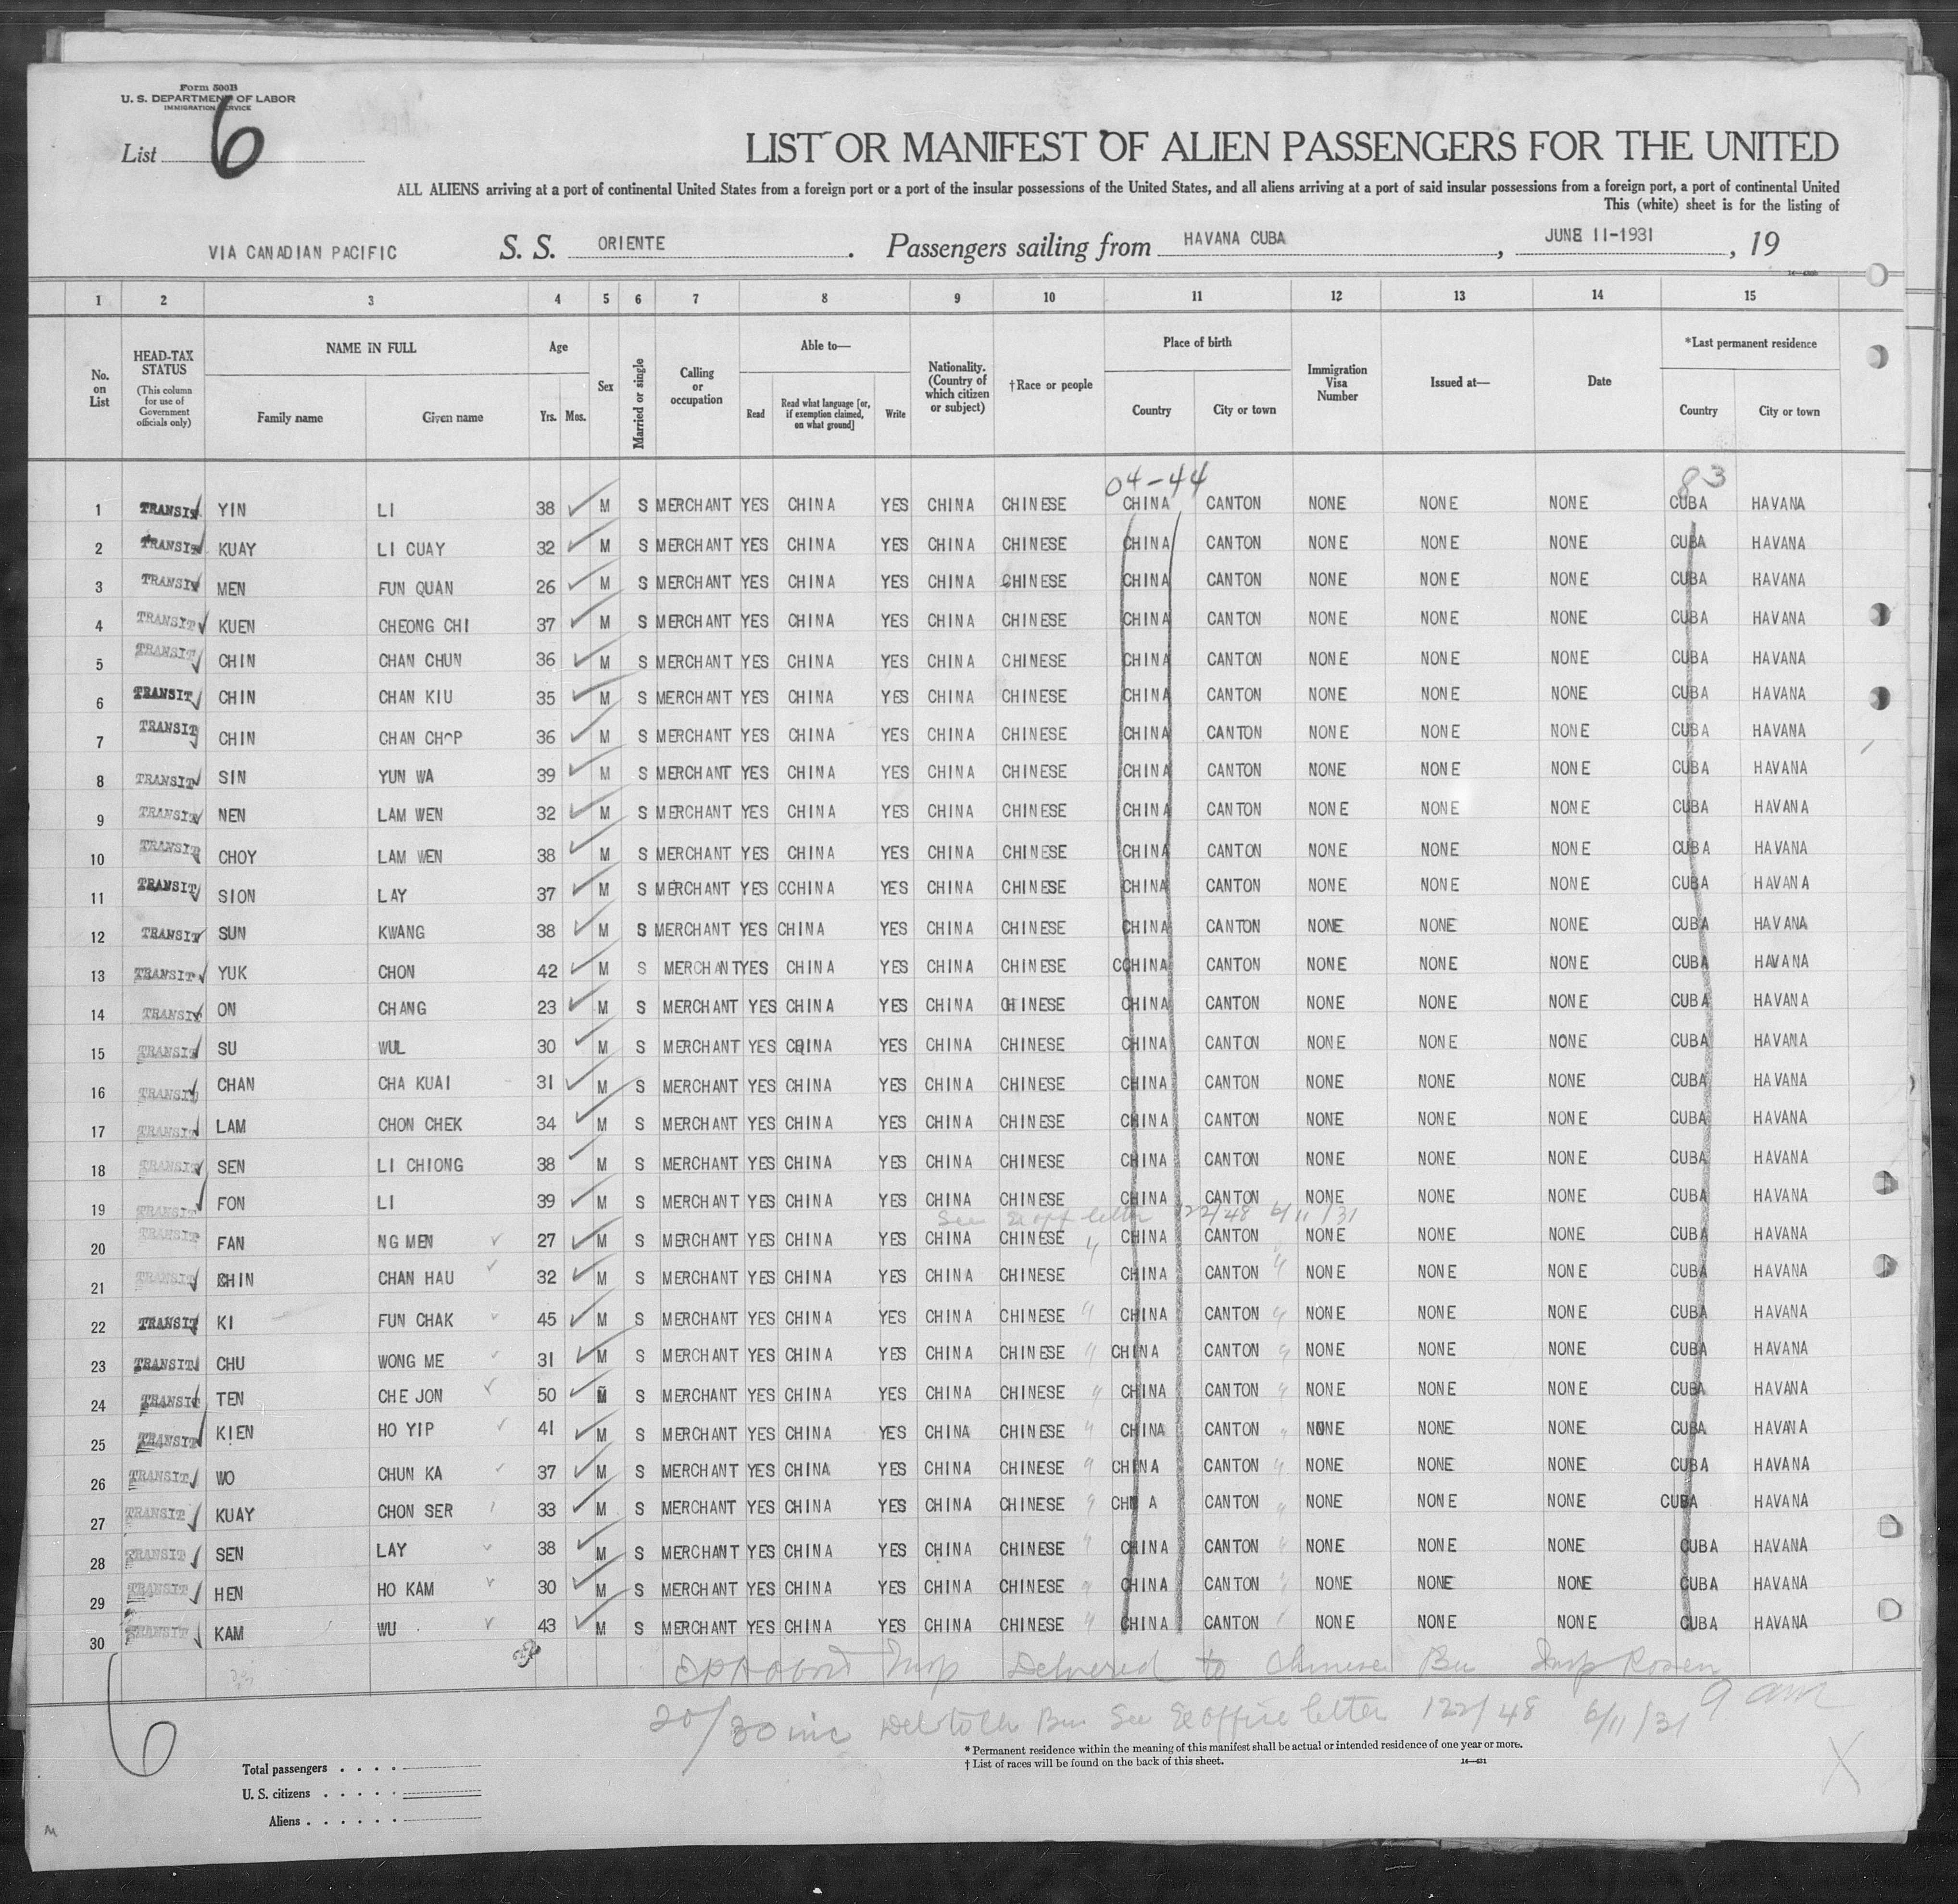 Form 500B
U. S. DEPARTMENT OF LABOR
IMMIGRATION SERVICE
List 6
LIST OR MANIFEST OF ALIEN PASSENGERS FOR THE UNITED
ALL ALIENS arriving at a port of continental United States from a foreign port or a port of the insular possessions of the United States, and all aliens arriving at a port of said insular possessions from a foreign port, a port of continental United
This (white) sheet is for the listing of
VIA CANADIAN PACIFIC S. S. ORIENTE . Passengers sailing from HAVANA CUBA , JUNE 11-1931 , 19
1 2 3 4 5 6 7 8 9 10 11 12 13 14 15
No. on List HEAD-TAX STATUS (This column for use of Government officials only) NAME IN FULL Family name Given name Age Yrs. Mos. Sex Married or single Calling or occupation Able to— Read Read what language [or, if exemption claimed, on what ground] Write Nationality. (Country of which citizen or subject) †Race or people Place of birth Country City or town Immigration Visa Number Issued at— Date *Last permanent residence Country City or town
04-44 83
1 TRANSIT YIN LI 38 M S MERCHANT YES CHINA YES CHINA CHINESE CHINA CANTON NONE NONE NONE CUBA HAVANA
2 TRANSIT KUAY LI CUAY 32 M S MERCHANT YES CHINA YES CHINA CHINESE CHINA CANTON NONE NONE NONE CUBA HAVANA
3 TRANSIT MEN FUN QUAN 26 M S MERCHANT YES CHINA YES CHINA CHINESE CHINA CANTON NONE NONE NONE CUBA HAVANA
4 TRANSIT KUEN CHEONG CHI 37 M S MERCHANT YES CHINA YES CHINA CHINESE CHINA CANTON NONE NONE NONE CUBA HAVANA
5 TRANSIT CHIN CHAN CHUN 36 M S MERCHANT YES CHINA YES CHINA CHINESE CHINA CANTON NONE NONE NONE CUBA HAVANA
6 TRANSIT CHIN CHAN KIU 35 M S MERCHANT YES CHINA YES CHINA CHINESE CHINA CANTON NONE NONE NONE CUBA HAVANA
7 TRANSIT CHIN CHAN 36 M S MERCHANT YES CHINA YES CHINA CHINESE CHINA CANTON NONE NONE NONE CUBA HAVANA
8 TRANSIT SIN YUN WA 39 M S MERCHANT YES CHINA YES CHINA CHINESE CHINA CANTON NONE NONE NONE CUBA HAVANA
9 TRANSIT NEN LAM WEN 32 M S MERCHANT YES CHINA YES CHINA CHINESE CHINA CANTON NONE NONE NONE CUBA HAVANA
10 TRANSIT CHOY LAM WEN 38 M S MERCHANT YES CHINA YES CHINA CHINESE CHINA CANTON NONE NONE NONE CUBA HAVANA
11 TRANSIT SION LAY 37 M S MERCHANT YES CCHINA YES CHINA CHINESE CHINA CANTON NONE NONE NONE CUBA HAVANA
12 TRANSIT SUN KWANG 38 M S MERCHANT YES CHINA YES CHINA CHINESE CHINA CANTON NONE NONE NONE CUBA HAVANA
13 TRANSIT YUK CHON 42 M S MERCHANT YES CHINA YES CHINA CHINESE CCHINA CANTON NONE NONE NONE CUBA HAVANA
14 TRANSIT ON CHANG 23 M S MERCHANT YES CHINA YES CHINA CHINESE CHINA CANTON NONE NONE NONE CUBA HAVANA
15 TRANSIT SU WUL 30 M S MERCHANT YES CHINA YES CHINA CHINESE CHINA CANTON NONE NONE NONE CUBA HAVANA
16 TRANSIT CHAN CHA KUAI 31 M S MERCHANT YES CHINA YES CHINA CHINESE CHINA CANTON NONE NONE NONE CUBA HAVANA
17 TRANSIT LAM CHON CHEK 34 M S MERCHANT YES CHINA YES CHINA CHINESE CHINA CANTON NONE NONE NONE CUBA HAVANA
18 TRANSIT SEN LI CHIONG 38 M S MERCHANT YES CHINA YES CHINA CHINESE CHINA CANTON NONE NONE NONE CUBA HAVANA
19 TRANSIT FON LI 39 M S MERCHANT YES CHINA YES CHINA CHINESE CHINA CANTON NONE NONE NONE CUBA HAVANA
See letter 122/48 6/11/31
20 TRANSIT FAN NG MEN 27 M S MERCHANT YES CHINA YES CHINA CHINESE " CHINA CANTON " NONE NONE NONE CUBA HAVANA
21 TRANSIT CHIN CHAN HAU 32 M S MERCHANT YES CHINA YES CHINA CHINESE CHINA CANTON " NONE NONE NONE CUBA HAVANA
22 TRANSIT KI FUN CHAK 45 M S MERCHANT YES CHINA YES CHINA CHINESE " CHINA CANTON " NONE NONE NONE CUBA HAVANA
23 TRANSIT CHU WONG ME 31 M S MERCHANT YES CHINA YES CHINA CHINESE " CHINA CANTON " NONE NONE NONE CUBA HAVANA
24 TRANSIT TEN CHE JON 50 M S MERCHANT YES CHINA YES CHINA CHINESE " CHINA CANTON " NONE NONE NONE CUBA HAVANA
25 TRANSIT KIEN HO YIP 41 M S MERCHANT YES CHINA YES CHINA CHINESE " CHINA CANTON " NONE NONE NONE CUBA HAVANA
26 TRANSIT WO CHUN KA 37 M S MERCHANT YES CHINA YES CHINA CHINESE " CHINA CANTON " NONE NONE NONE CUBA HAVANA
27 TRANSIT KUAY CHON SER 33 M S MERCHANT YES CHINA YES CHINA CHINESE " CHINA CANTON " NONE NONE NONE CUBA HAVANA
28 TRANSIT SEN LAY 38 M S MERCHANT YES CHINA YES CHINA CHINESE " CHINA CANTON " NONE NONE NONE CUBA HAVANA
29 TRANSIT HEN HO KAM 30 M S MERCHANT YES CHINA YES CHINA CHINESE " CHINA CANTON " NONE NONE NONE CUBA HAVANA
30 TRANSIT KAM WU 43 M S MERCHANT YES CHINA YES CHINA CHINESE " CHINA CANTON " NONE NONE NONE CUBA HAVANA
Insp Delivered to Chinese Bu Insp Rosen
9 am
20/30 inc Bu See office letter 122/48 6/11/31
6
* Permanent residence within the meaning of this manifest shall be actual or intended residence of one year or more.
† List of races will be found on the back of this sheet.
X
Total passengers . . . .
U. S. citizens . . . . .
Aliens . . . . . .